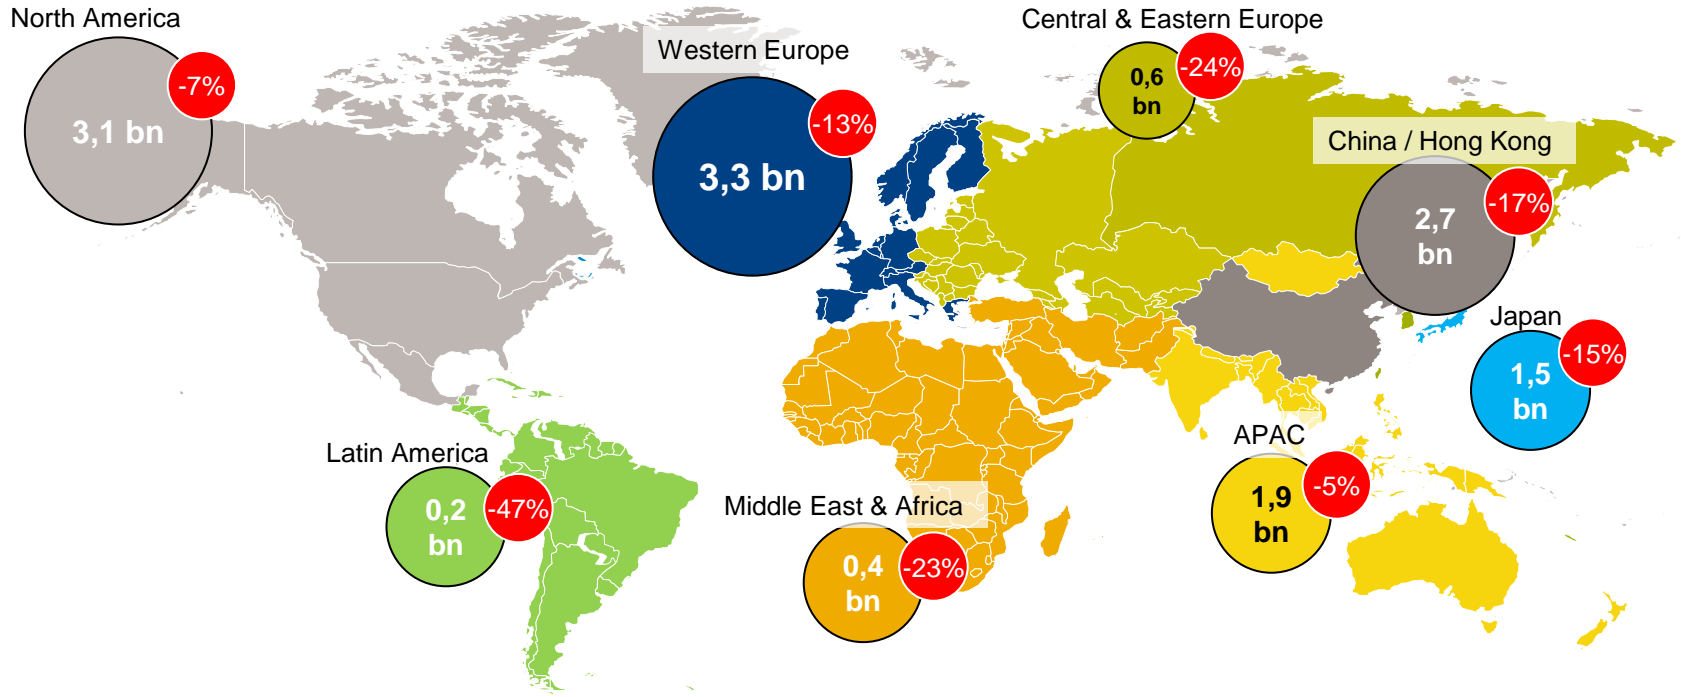 North America
-7%
3,1 bn
Western Europe
-13%
3,3 bn
Central & Eastern Europe
-24%
0,6
bn
China / Hong Kong
-17%
2,7
bn
Japan
-15%
1,5
bn
Latin America
-47%
0,2
bn
Middle East & Africa
-23%
0,4
bn
APAC
-5%
1,9
bn